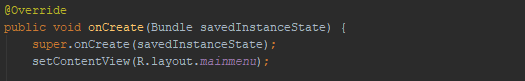 @Override
public void onCreate(Bundle savedInstanceState) {
super.onCreate(savedInstanceState);
setContentView(R.layout.mainmenu);